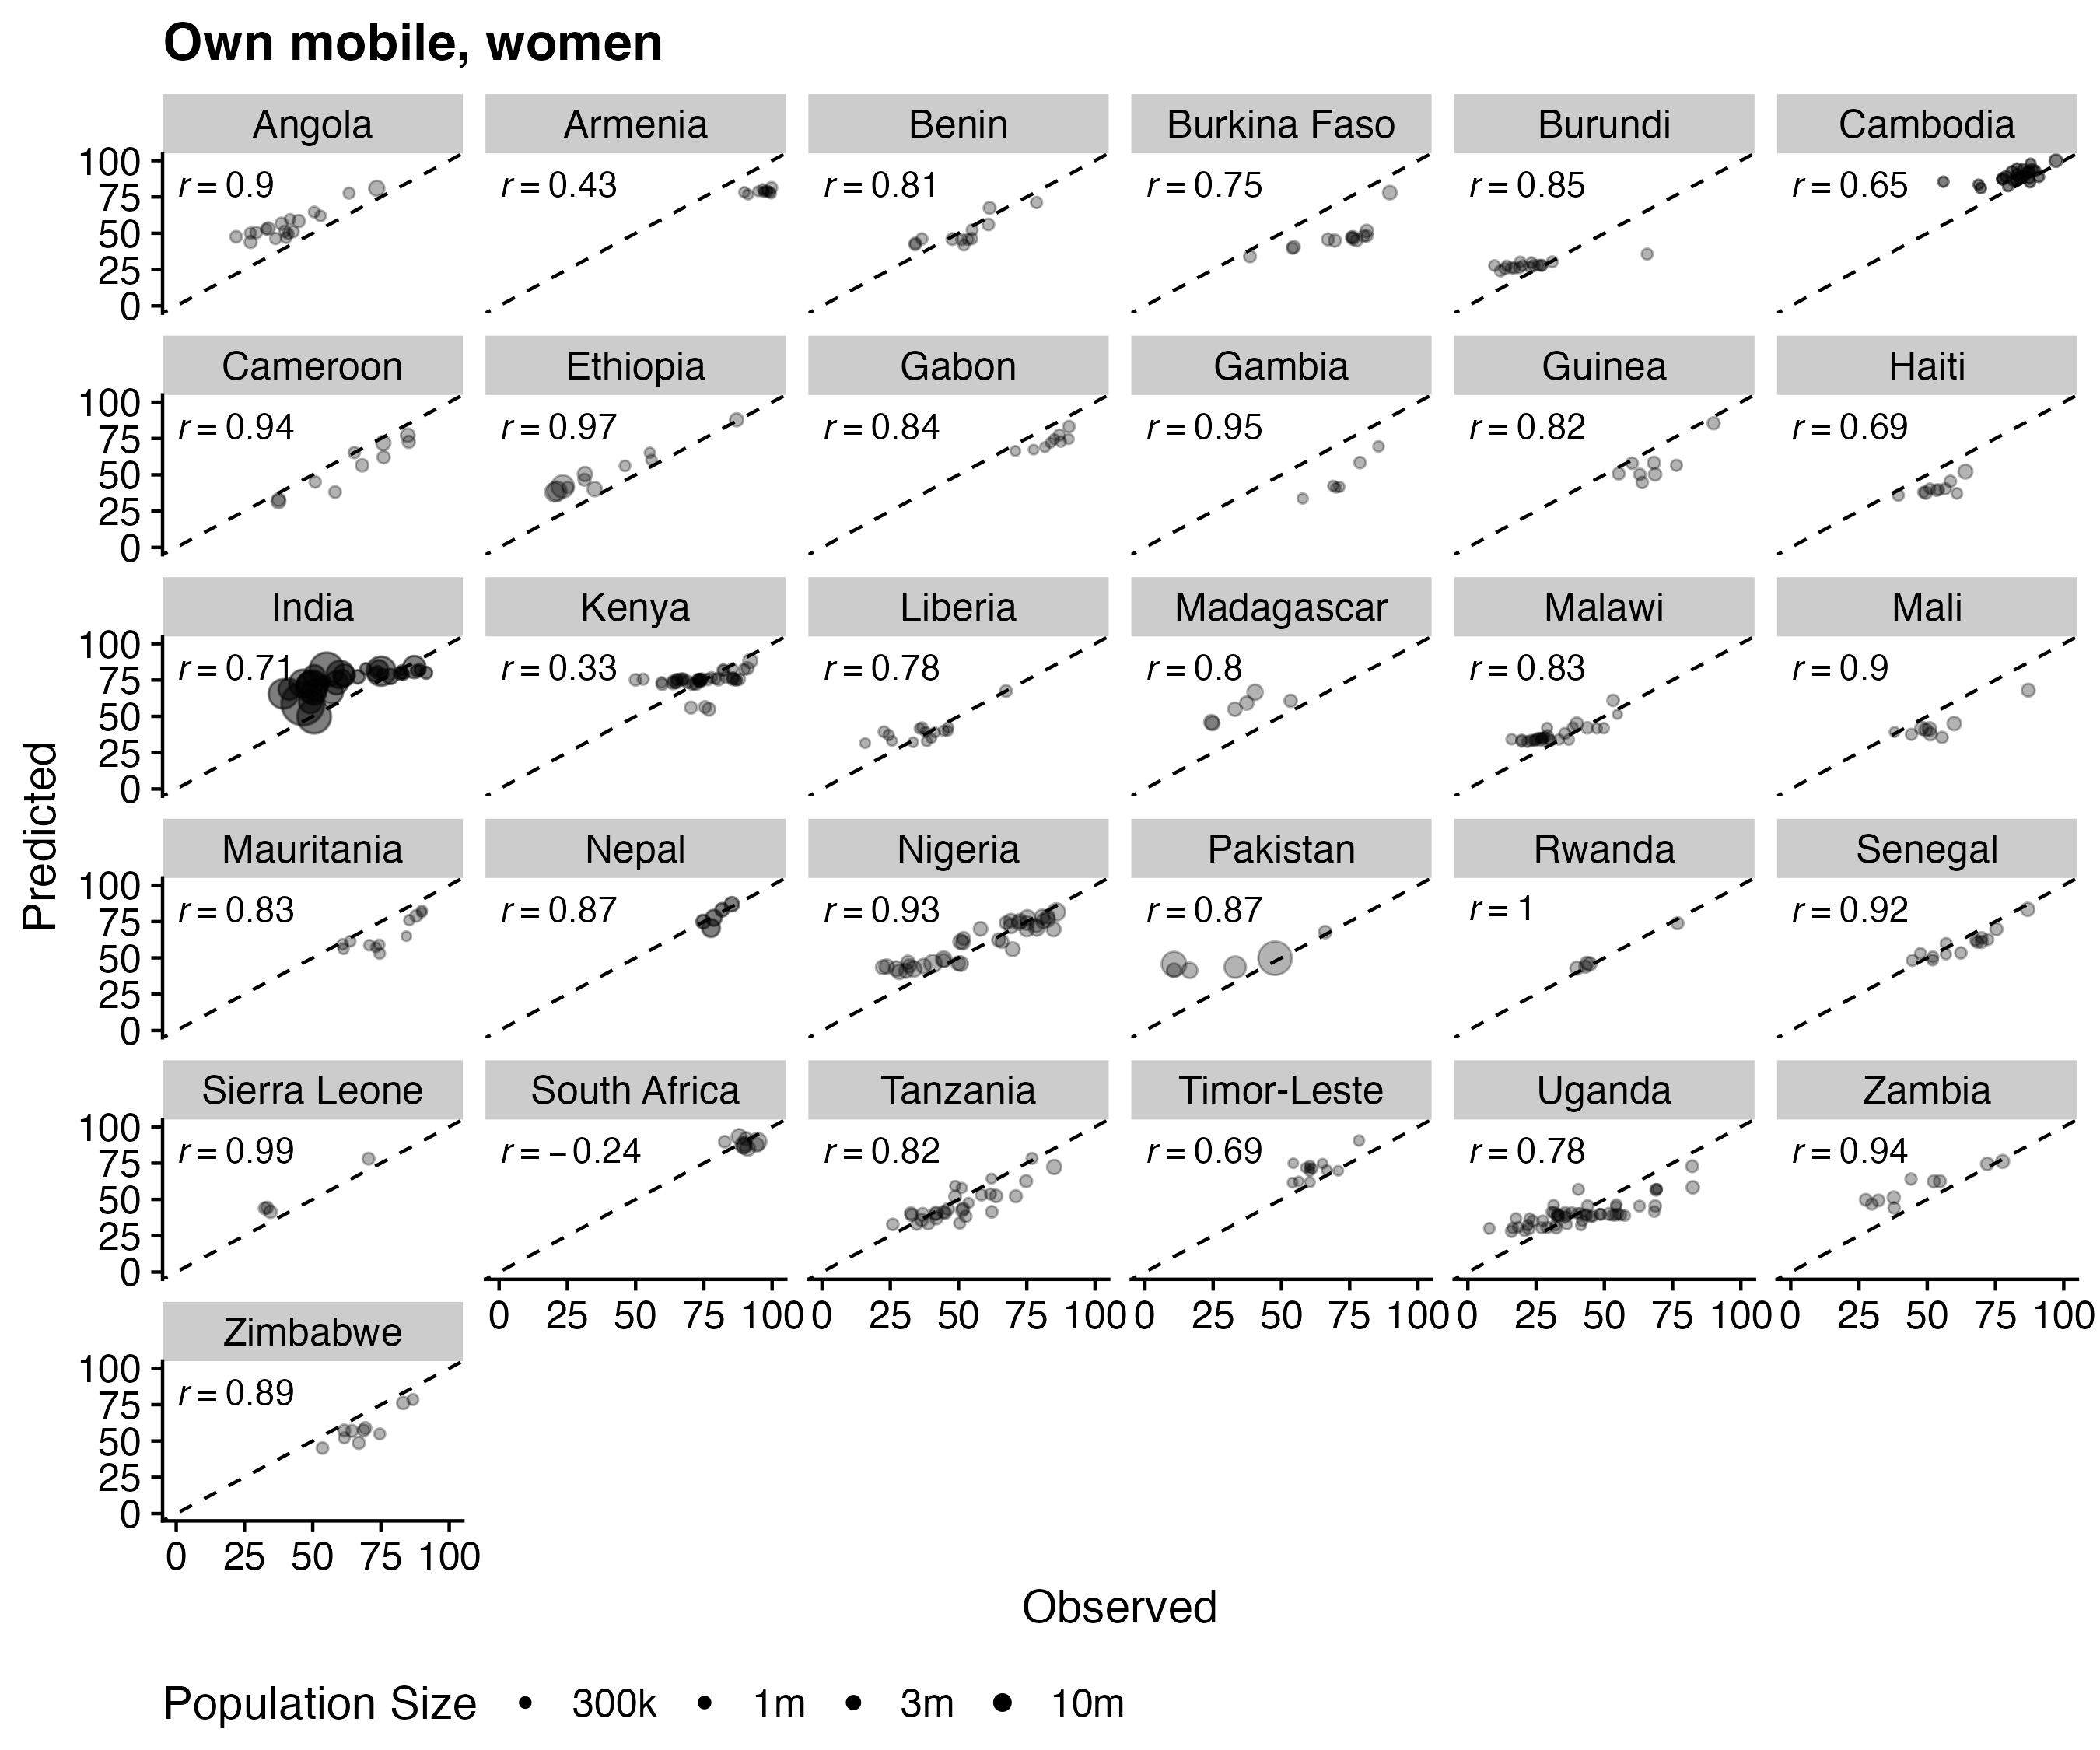 Own mobile, women
Angola Armenia Benin Burkina Faso Burundi Cambodia
r = 0.9 r = 0.43 r = 0.81 r = 0.75 r = 0.85 r = 0.65
100
75
50
25
0
Cameroon Ethiopia Gabon Gambia Guinea Haiti
r = 0.94 r = 0.97 r = 0.84 r = 0.95 r = 0.82 r = 0.69
100
75
50
25
0
India Kenya Liberia Madagascar Malawi Mali
r = 0.71 r = 0.33 r = 0.78 r = 0.8 r = 0.83 r = 0.9
100
75
50
25
0
Predicted
Mauritania Nepal Nigeria Pakistan Rwanda Senegal
r = 0.83 r = 0.87 r = 0.93 r = 0.87 r = 1 r = 0.92
100
75
50
25
0
Sierra Leone South Africa Tanzania Timor-Leste Uganda Zambia
r = 0.99 r = −0.24 r = 0.82 r = 0.69 r = 0.78 r = 0.94
100
75
50
25
0
0 25 50 75 100 0 25 50 75 100 0 25 50 75 100 0 25 50 75 100 0 25 50 75 100
Zimbabwe
r = 0.89
100
75
50
25
0
0 25 50 75 100
Observed
Population Size 300k 1m 3m 10m